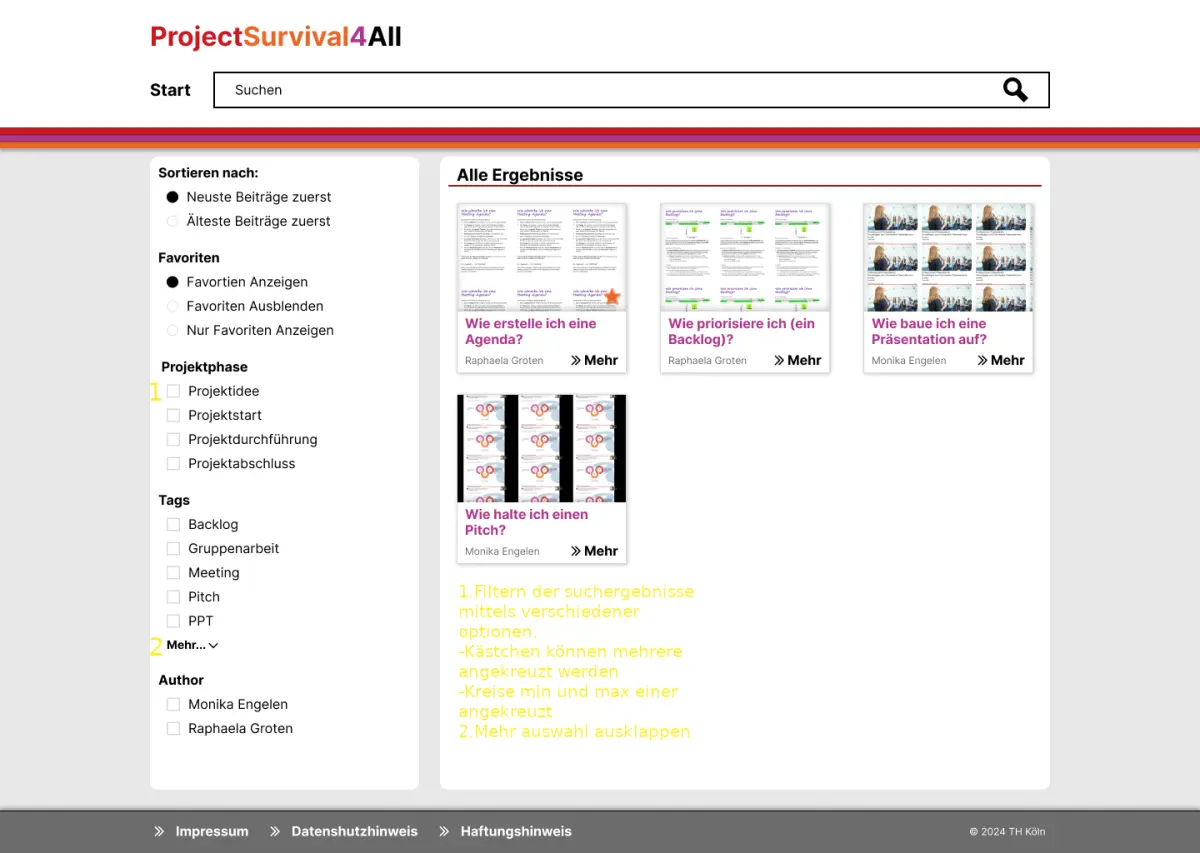 ProjectSurvival4All
Start
Suchen
Sortieren nach:
Neuste Beiträge zuerst
Älteste Beiträge zuerst
Favoriten
Favortien Anzeigen
Favoriten Ausblenden
Nur Favoriten Anzeigen
Projektphase
1
Projektidee
Projektstart
Projektdurchführung
Projektabschluss
Tags
Backlog
Gruppenarbeit
Meeting
Pitch
PPT
2
Mehr...
Author
Monika Engelen
Raphaela Groten
Alle Ergebnisse
Wie erstelle ich eine
Agenda?
Raphaela Groten
Mehr
Wie priorisiere ich (ein
Backlog)?
Raphaela Groten
Mehr
Wie baue ich eine
Präsentation auf?
Monika Engelen
Mehr
Wie halte ich einen
Pitch?
Monika Engelen
Mehr
1.Filtern der suchergebnisse
mittels verschiedener
optionen.
-Kästchen können mehrere
angekreuzt werden
-Kreise min und max einer
angekreuzt
2.Mehr auswahl ausklappen
Impressum
Datenshutzhinweis
Haftungshinweis
© 2024 TH Köln